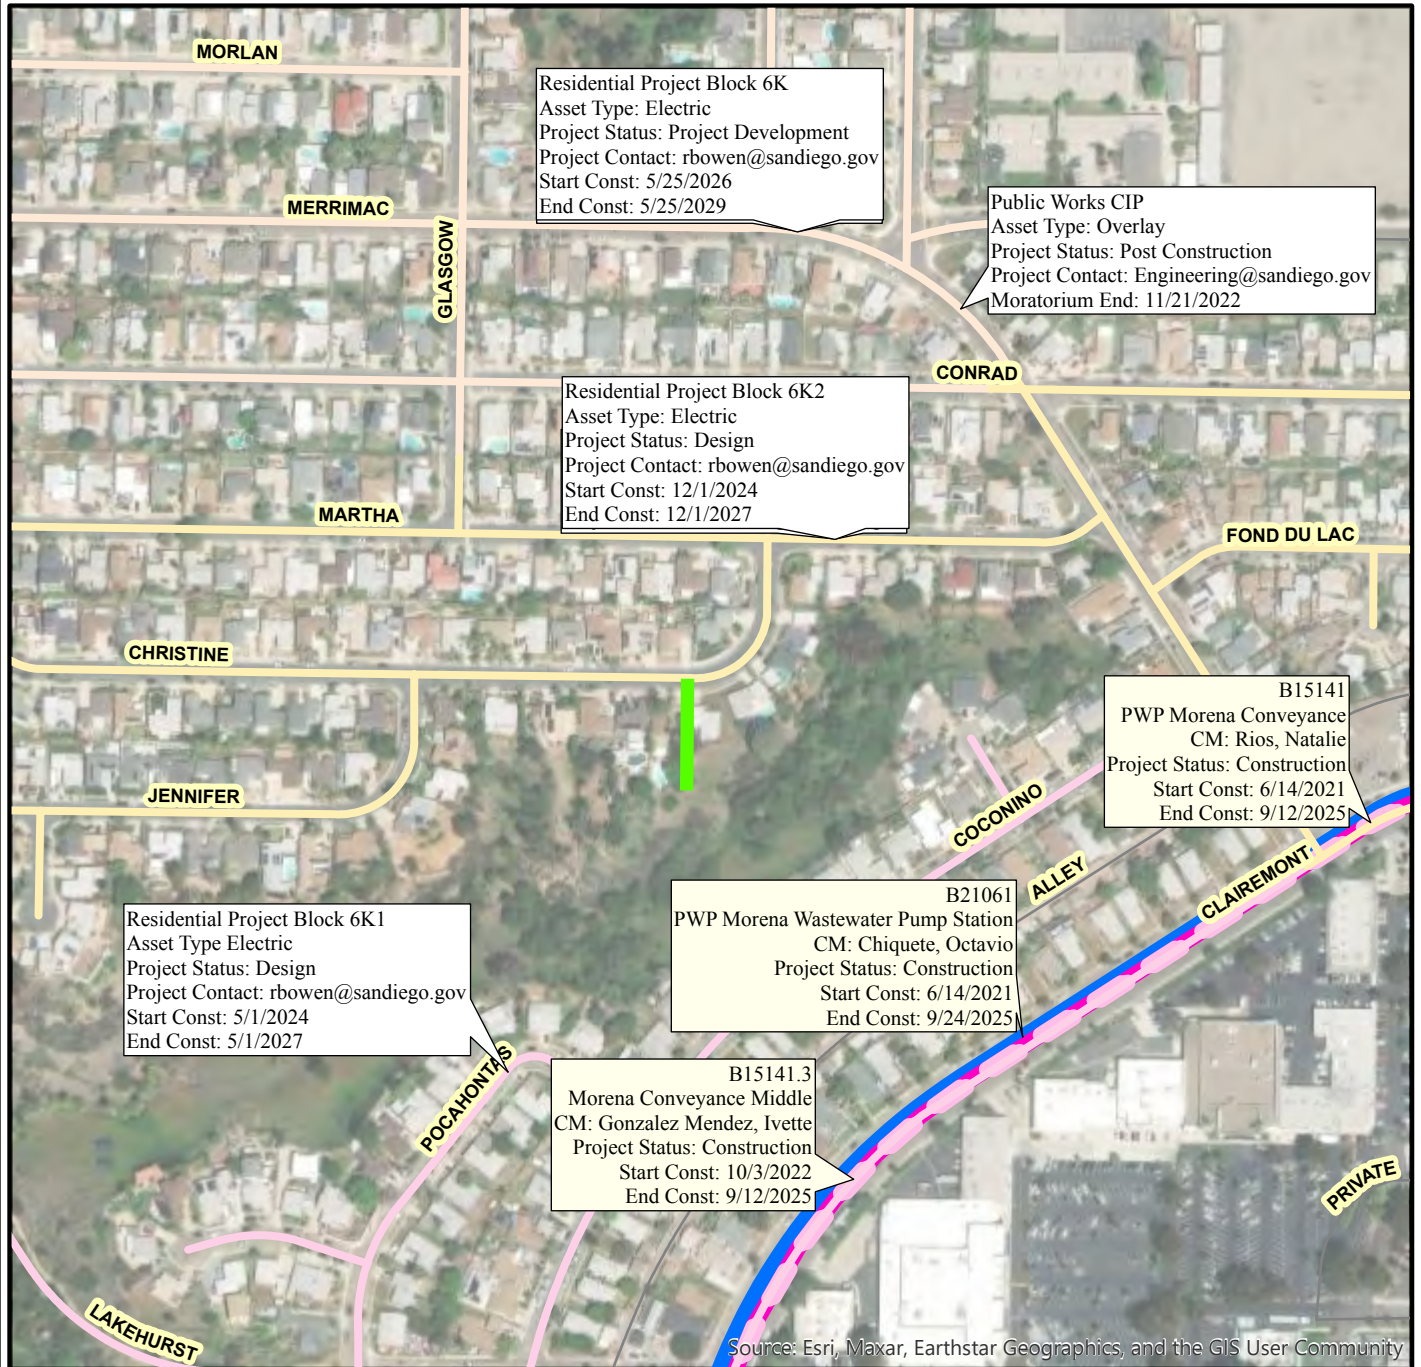 MORLAN
Residential Project Block 6K
Asset Type: Electric
Project Status: Project Development
Project Contact: rbowen@sandiego.gov
Start Const: 5/25/2026
End Const: 5/25/2029
MERRIMAC
GLASGOW
Public Works CIP
Asset Type: Overlay
Project Status: Post Construction
Project Contact: Engineering@sandiego.gov
Moratorium End: 11/21/2022
CONRAD
Residential Project Block 6K2
Asset Type: Electric
Project Status: Design
Project Contact: rbowen@sandiego.gov
Start Const: 12/1/2024
End Const: 12/1/2027
MARTHA
FOND DU LAC
CHRISTINE
B15141
PWP Morena Conveyance
CM: Rios, Natalie
Project Status: Construction
Start Const: 6/14/2021
End Const: 9/12/2025
JENNIFER
COCONINO
ALLEY
CLAIREMONT
B21061
PWP Morena Wastewater Pump Station
CM: Chiquete, Octavio
Project Status: Construction
Start Const: 6/14/2021
End Const: 9/24/2025
Residential Project Block 6K1
Asset Type Electric
Project Status: Design
Project Contact: rbowen@sandiego.gov
Start Const: 5/1/2024
End Const: 5/1/2027
POCAHONTAS
B15141.3
Morena Conveyance Middle
CM: Gonzalez Mendez, Ivette
Project Status: Construction
Start Const: 10/3/2022
End Const: 9/12/2025
PRIVATE
LAKEHURST
Source: Esri, Maxar, Earthstar Geographics, and the GIS User Community